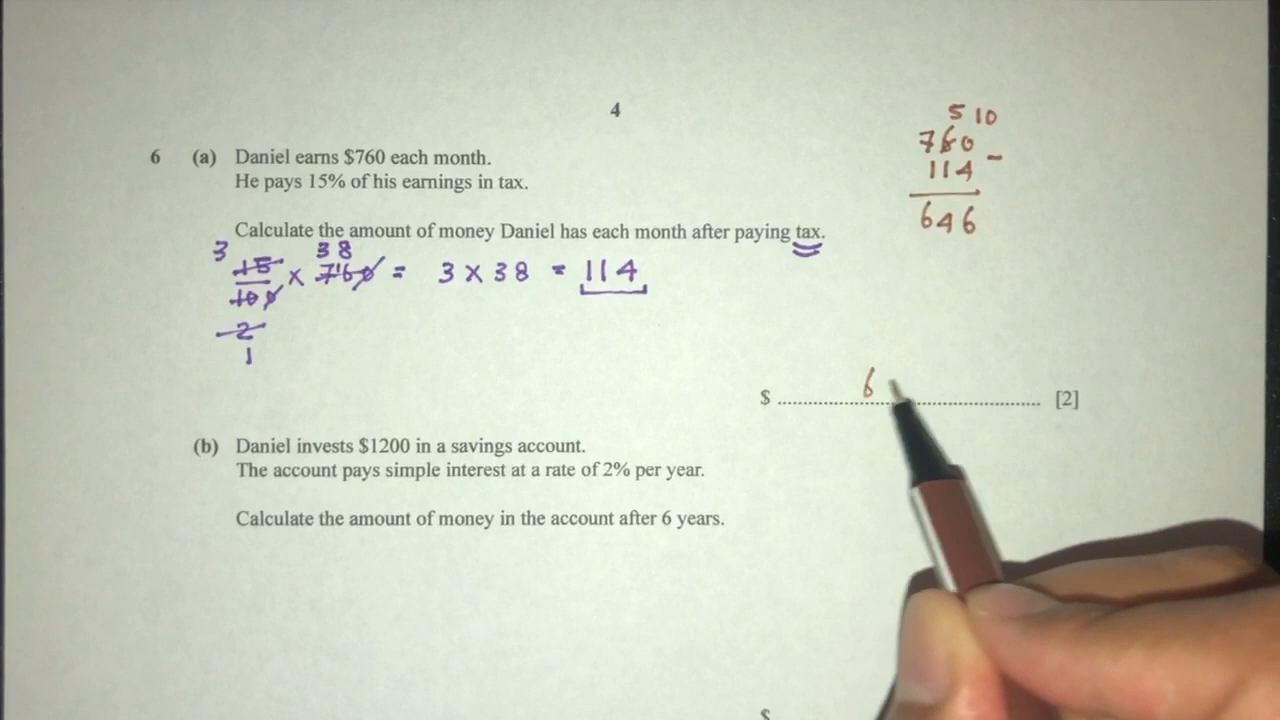 4
5 10
760
114 -
646
6 (a) Daniel earns $760 each month.
He pays 15% of his earnings in tax.
Calculate the amount of money Daniel has each month after paying tax.
3 38
15 × 760 = 3 × 38 = 114
100
2
1
$ .................... 6 .................... [2]
(b) Daniel invests $1200 in a savings account.
The account pays simple interest at a rate of 2% per year.
Calculate the amount of money in the account after 6 years.
$